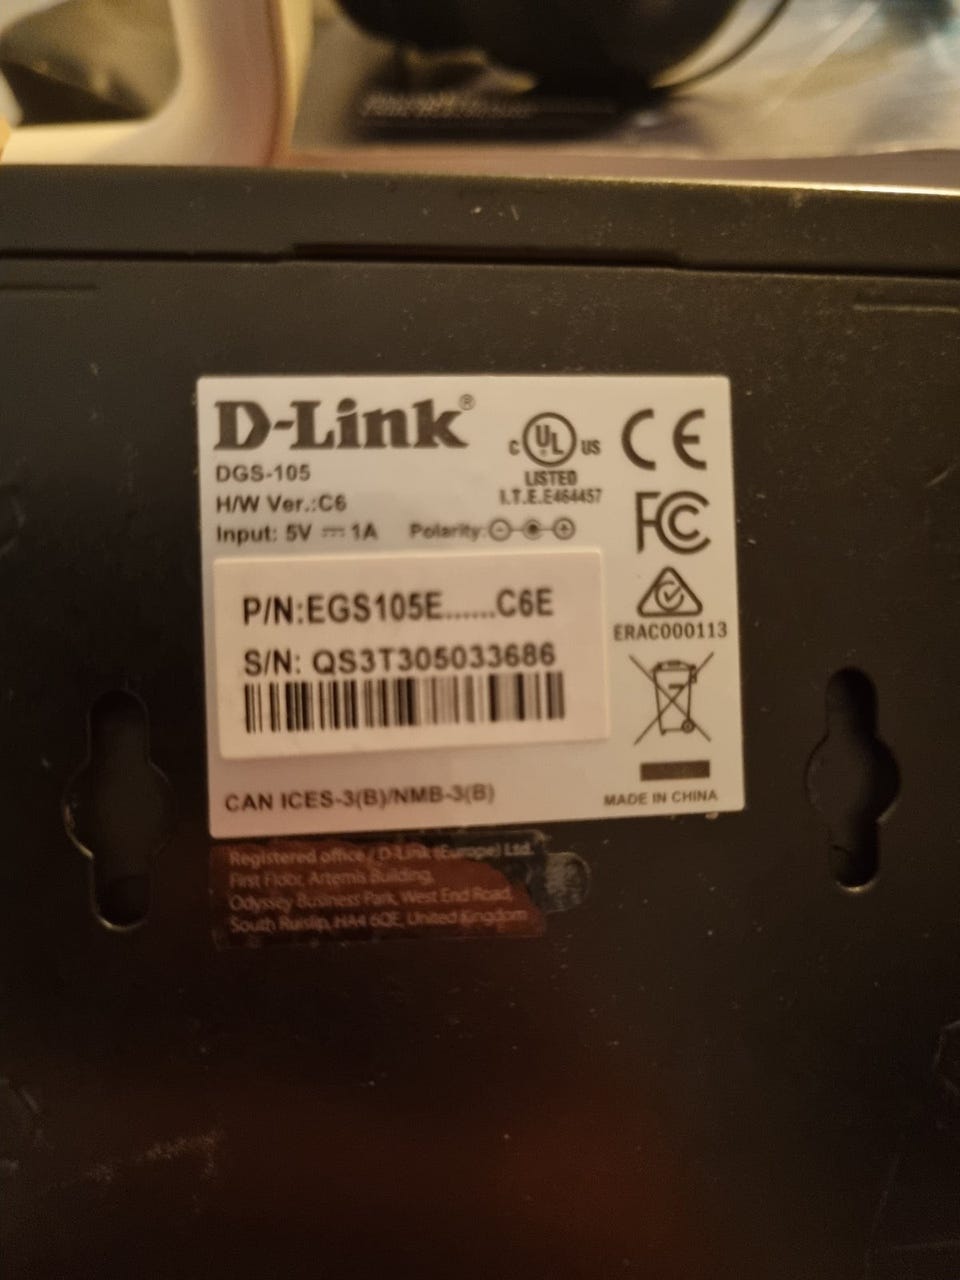 D-Link®
DGS-105
H/W Ver.:C6
Input: 5V ⎓ 1A Polarity:
C UL US
LISTED
I.T.E.E464457
CE
FC
ERAC000113
P/N:EGS105E......C6E
S/N: QS3T305033686
CAN ICES-3(B)/NMB-3(B)
MADE IN CHINA
Registered office / D-Link (Europe) Ltd.
First Floor, Artemis Building,
Odyssey Business Park, West End Road,
South Ruislip, HA4 6QE, United Kingdom